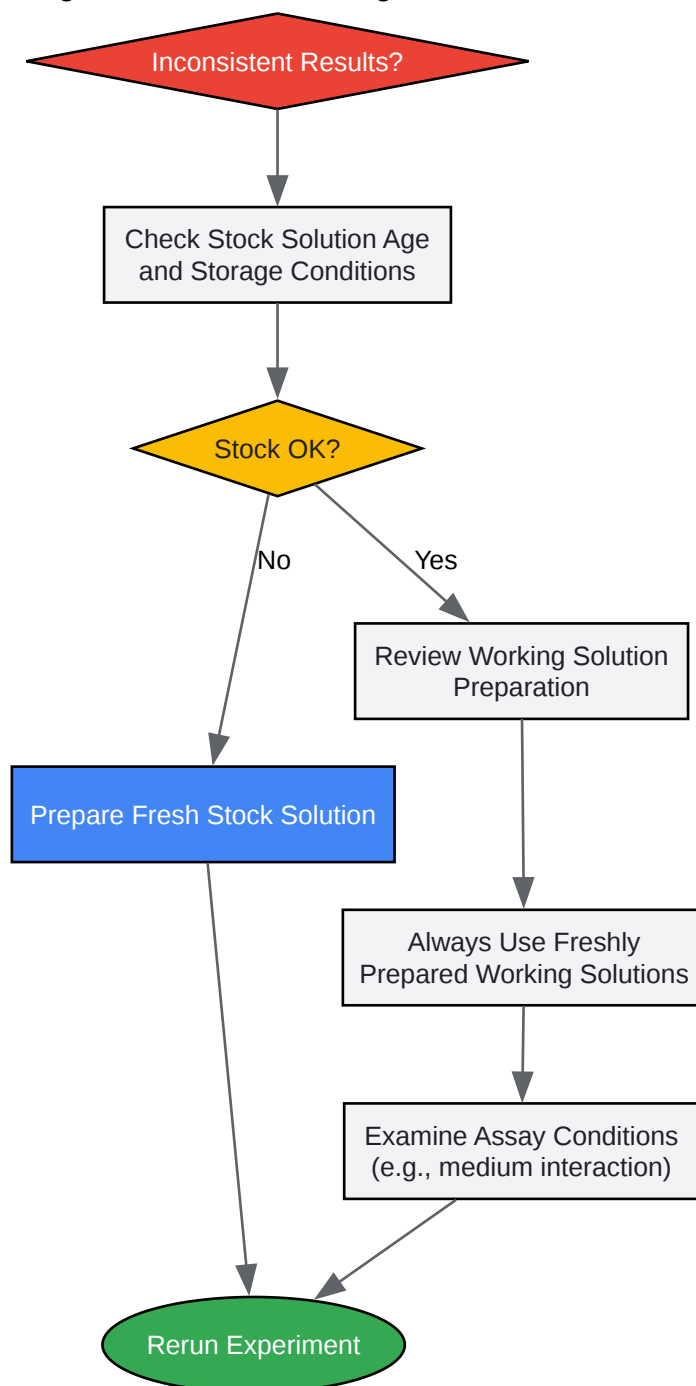 Inconsistent Results?
Check Stock Solution Age
and Storage Conditions
Stock OK?
No
Yes
Review Working Solution
Preparation
Prepare Fresh Stock Solution
Always Use Freshly
Prepared Working Solutions
Examine Assay Conditions
(e.g., medium interaction)
Rerun Experiment